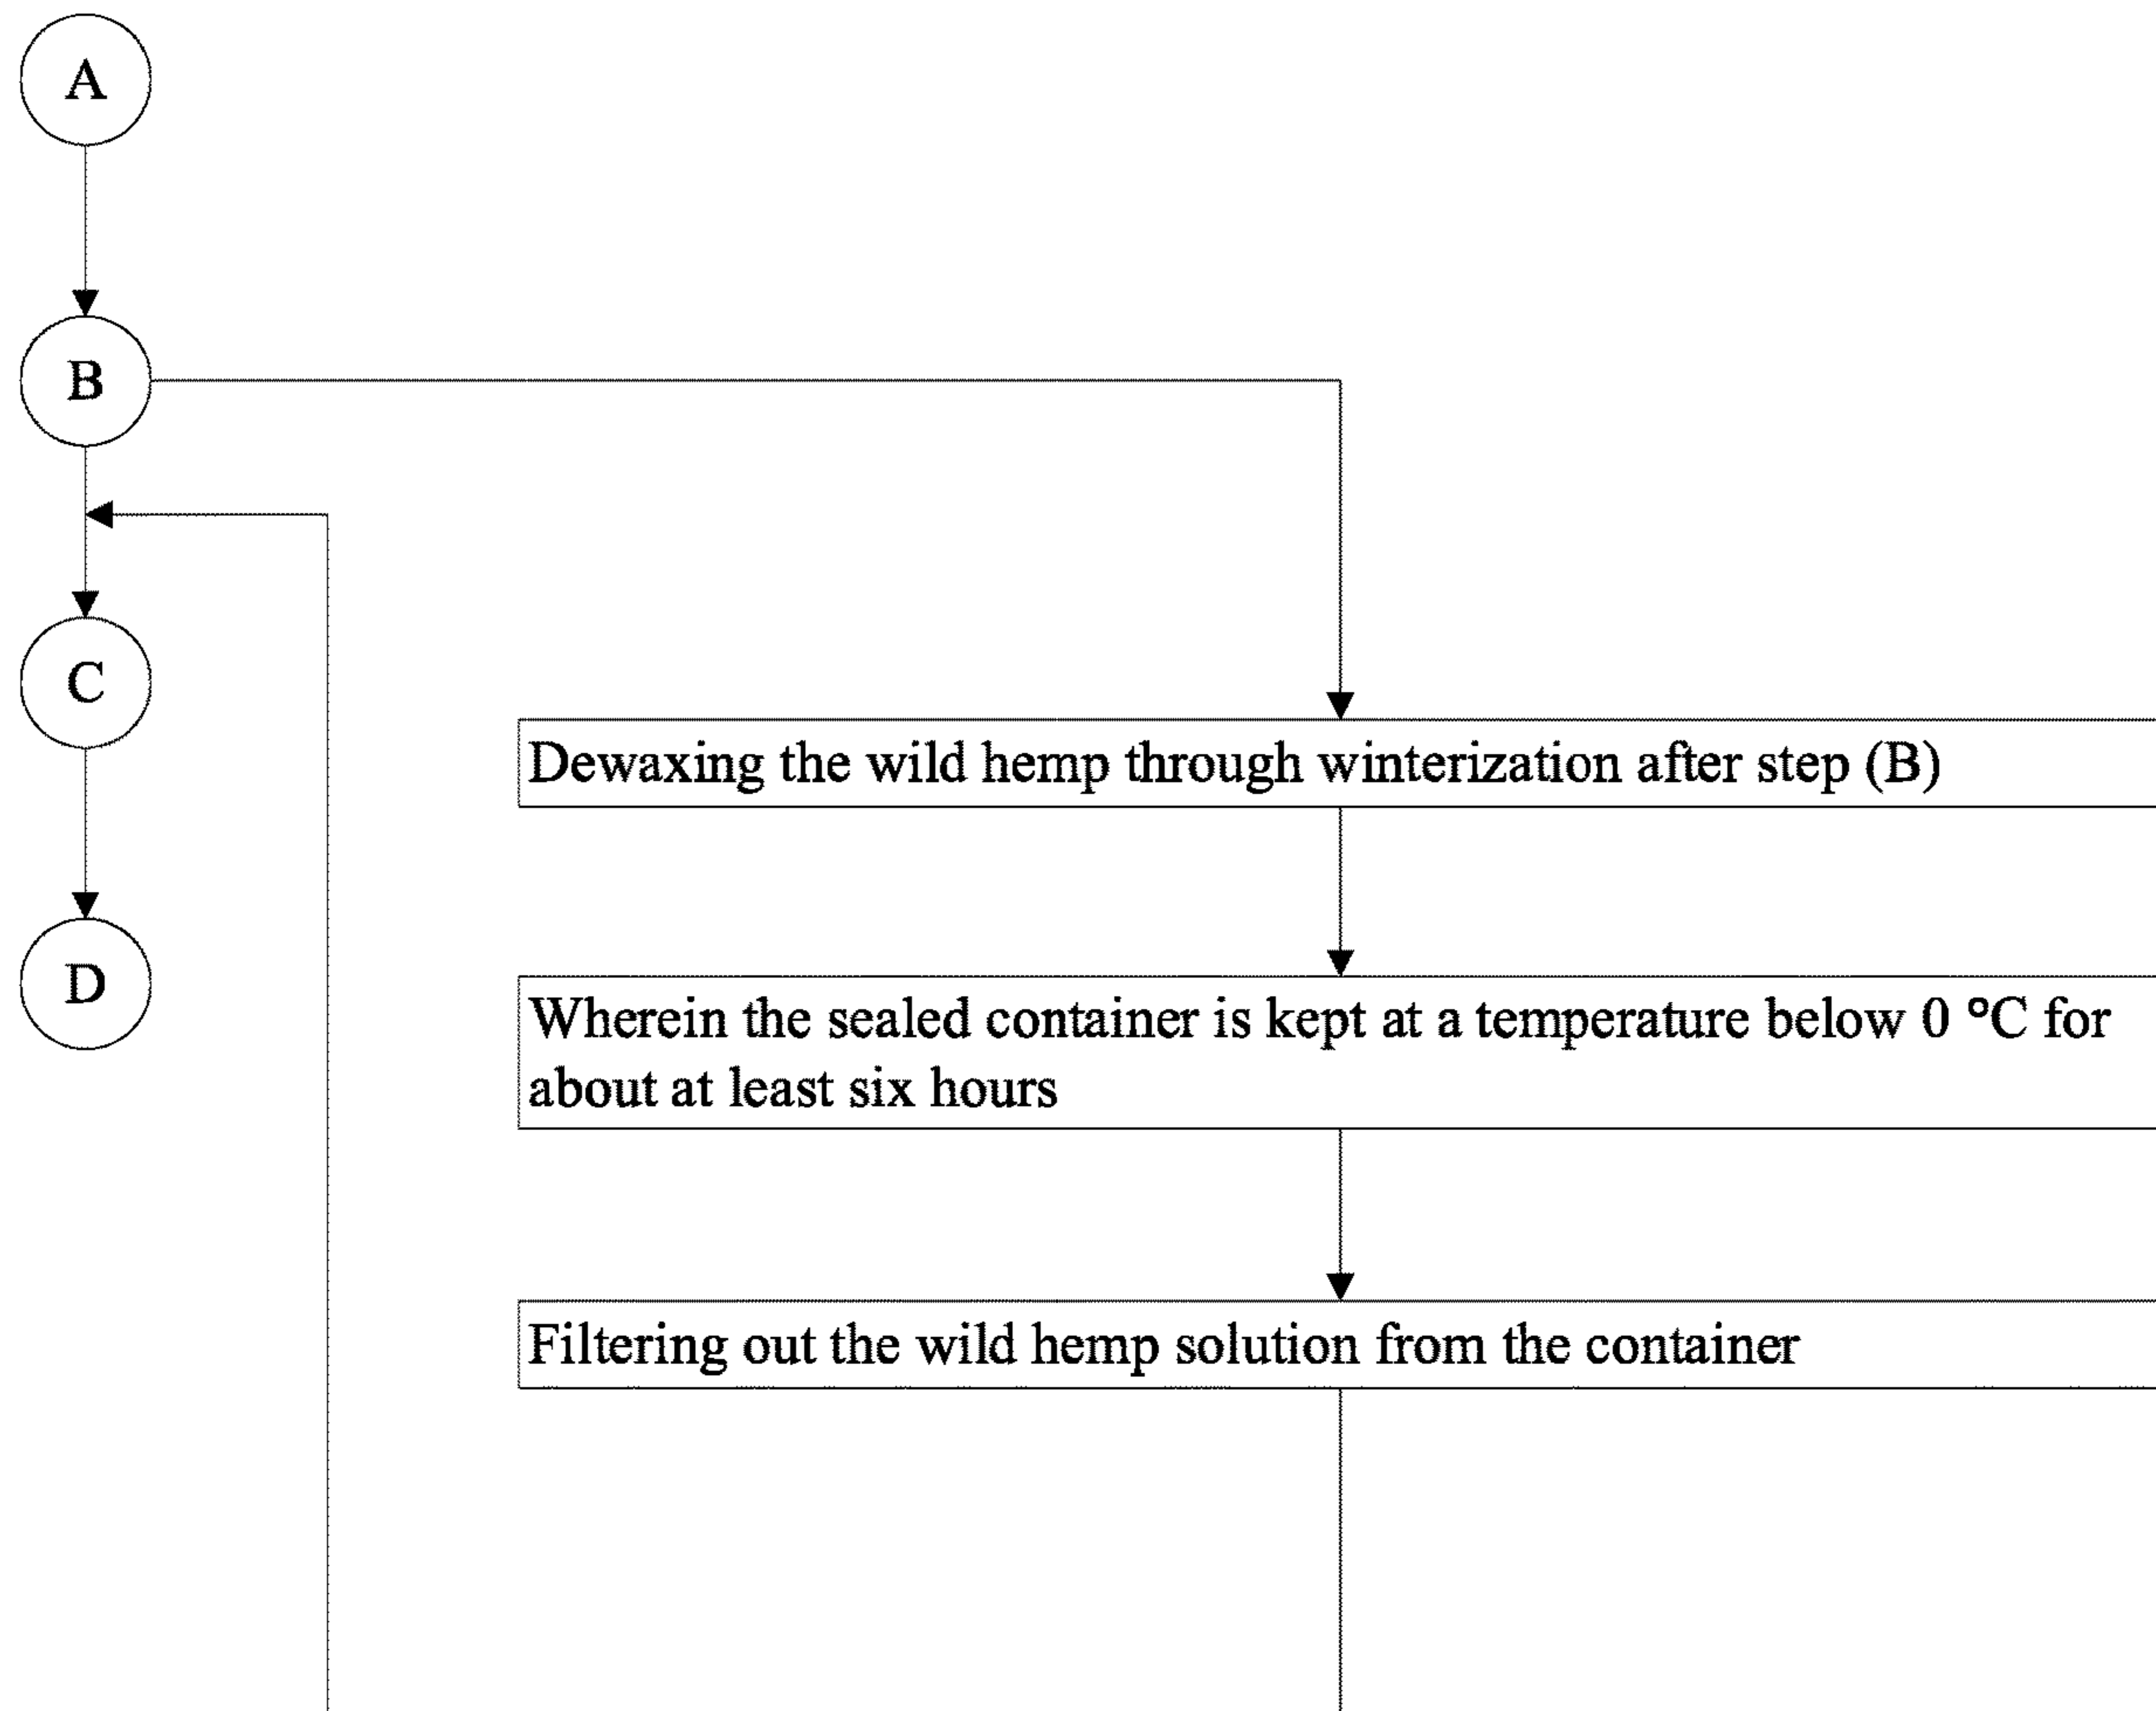 A
B
C
D
Dewaxing the wild hemp through winterization after step (B)
Wherein the sealed container is kept at a temperature below 0 °C for
about at least six hours
Filtering out the wild hemp solution from the container